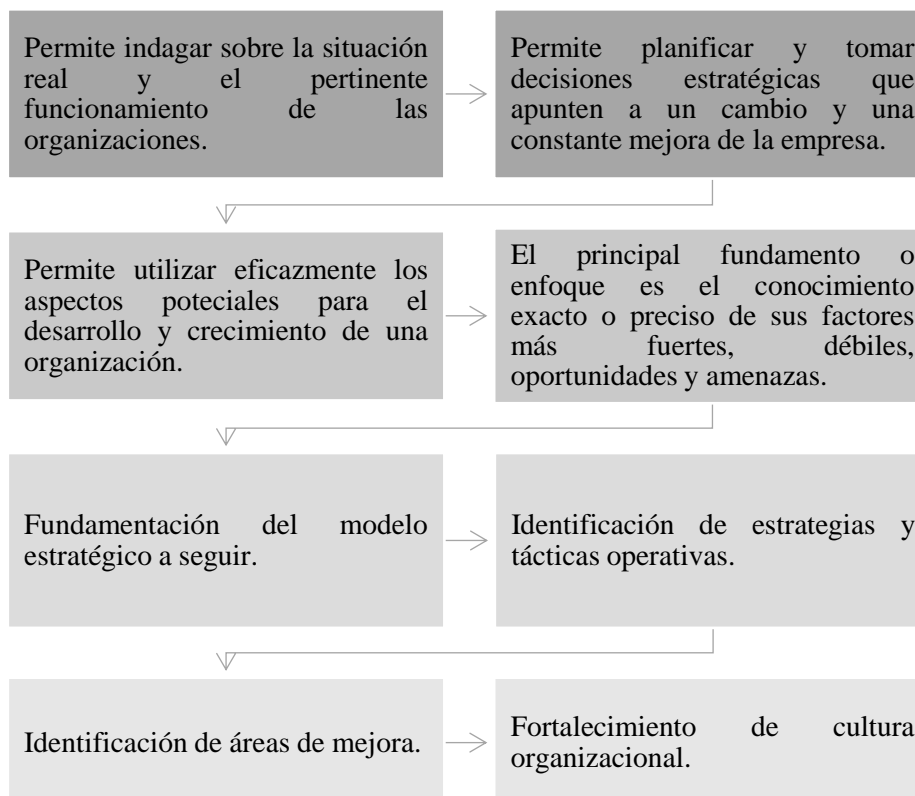 Permite indagar sobre la situación
real y el pertinente
funcionamiento de las
organizaciones.
Permite planificar y tomar
decisiones estratégicas que
apunten a un cambio y una
constante mejora de la empresa.
Permite utilizar eficazmente los
aspectos poteciales para el
desarrollo y crecimiento de una
organización.
El principal fundamento o
enfoque es el conocimiento
exacto o preciso de sus factores
más fuertes, débiles,
oportunidades y amenazas.
Fundamentación del modelo
estratégico a seguir.
Identificación de estrategias y
tácticas operativas.
Identificación de áreas de mejora.
Fortalecimiento de cultura
organizacional.